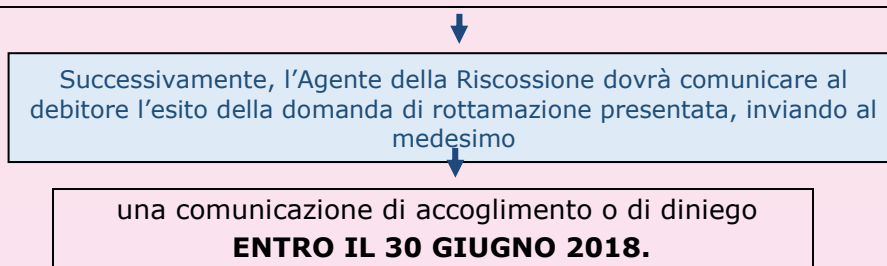 Successivamente, l’Agente della Riscossione dovrà comunicare al
debitore l’esito della domanda di rottamazione presentata, inviando al
medesimo
una comunicazione di accoglimento o di diniego
ENTRO IL 30 GIUGNO 2018.